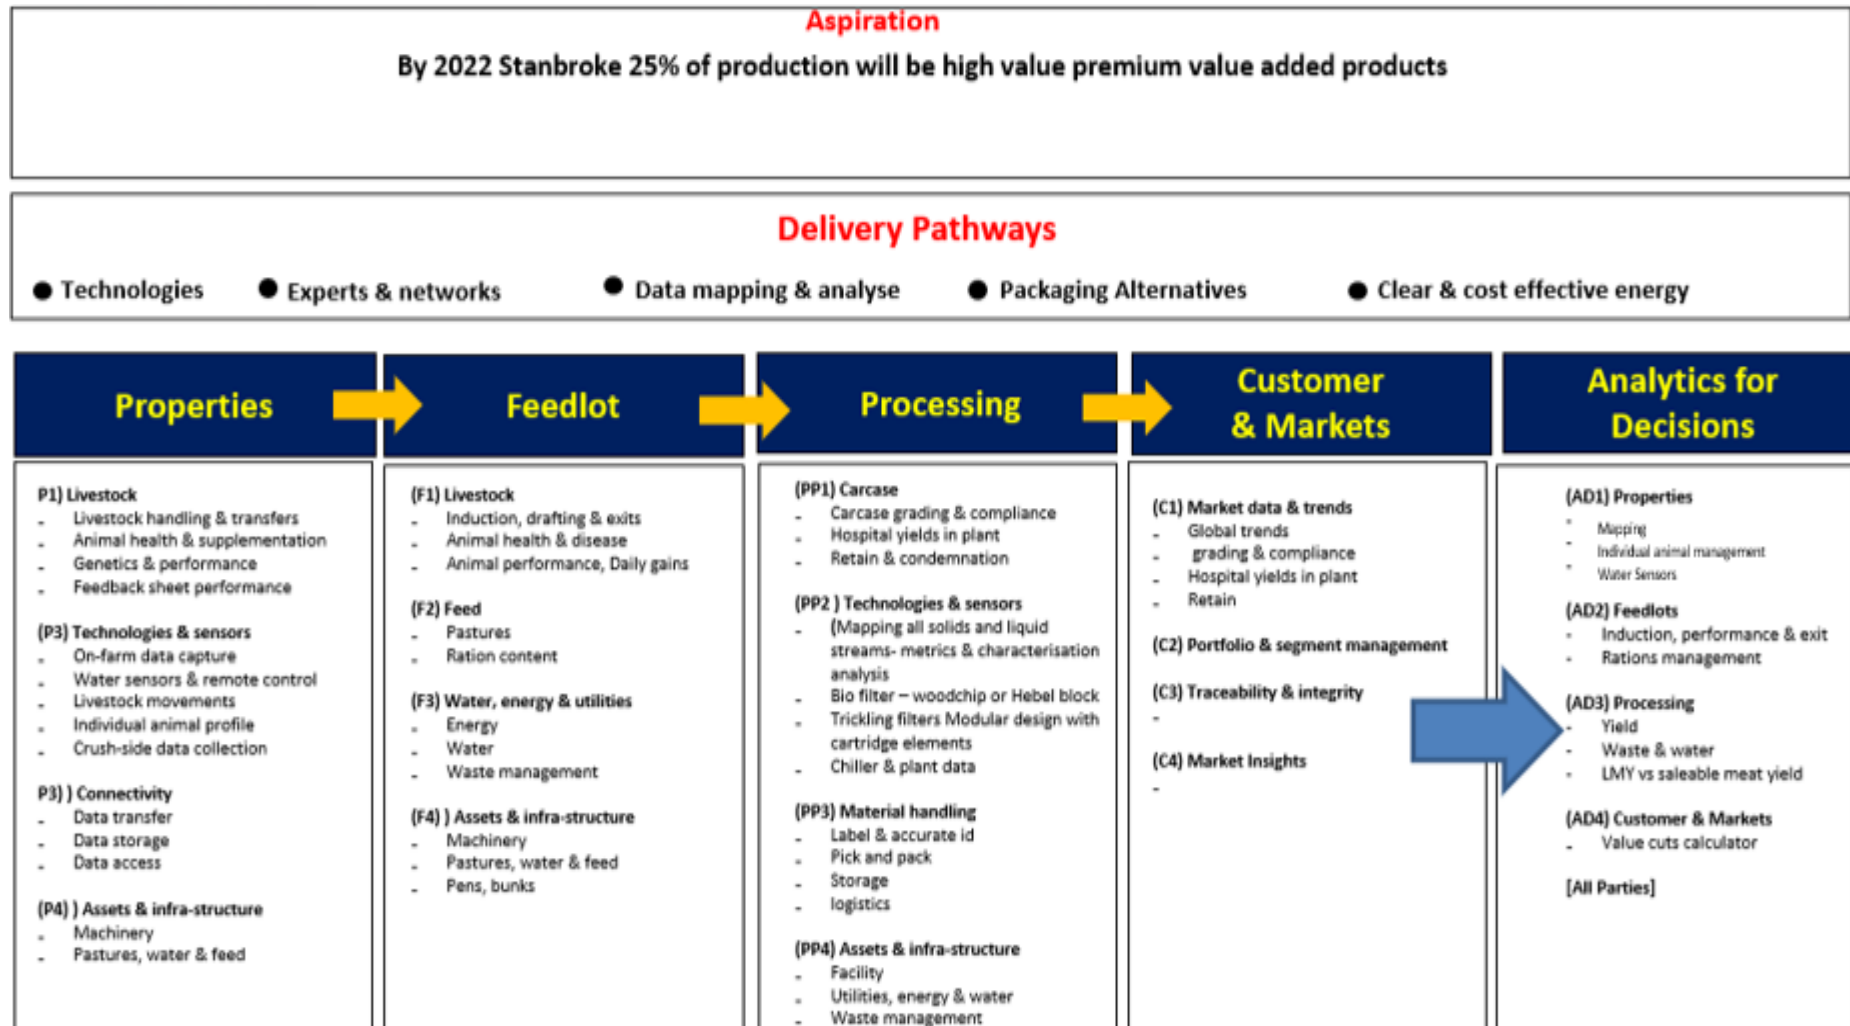 Aspiration
By 2022 Stanbroke 25% of production will be high value premium value added products
Delivery Pathways
● Technologies
● Experts & networks
● Data mapping & analyse
● Packaging Alternatives
● Clear & cost effective energy
Properties
P1) Livestock
- Livestock handling & transfers
- Animal health & supplementation
- Genetics & performance
- Feedback sheet performance
(P3) Technologies & sensors
- On-farm data capture
- Water sensors & remote control
- Livestock movements
- Individual animal profile
- Crush-side data collection
P3) ) Connectivity
- Data transfer
- Data storage
- Data access
(P4) ) Assets & infra-structure
- Machinery
- Pastures, water & feed
Feedlot
(F1) Livestock
- Induction, drafting & exits
- Animal health & disease
- Animal performance, Daily gains
(F2) Feed
- Pastures
- Ration content
(F3) Water, energy & utilities
- Energy
- Water
- Waste management
(F4) ) Assets & infra-structure
- Machinery
- Pastures, water & feed
- Pens, bunks
Processing
(PP1) Carcase
- Carcase grading & compliance
- Hospital yields in plant
- Retain & condemnation
(PP2 ) Technologies & sensors
- (Mapping all solids and liquid
streams- metrics & characterisation
analysis
- Bio filter – woodchip or Hebel block
- Trickling filters Modular design with
cartridge elements
- Chiller & plant data
(PP3) Material handling
- Label & accurate id
- Pick and pack
- Storage
- logistics
(PP4) Assets & infra-structure
- Facility
- Utilities, energy & water
- Waste management
Customer
& Markets
(C1) Market data & trends
- Global trends
- grading & compliance
- Hospital yields in plant
- Retain
(C2) Portfolio & segment management
(C3) Traceability & integrity
-
(C4) Market Insights
-
Analytics for
Decisions
(AD1) Properties
- Mapping
- Individual animal management
- Water Sensors
(AD2) Feedlots
- Induction, performance & exit
- Rations management
(AD3) Processing
- Yield
- Waste & water
- LMY vs saleable meat yield
(AD4) Customer & Markets
- Value cuts calculator
[All Parties]